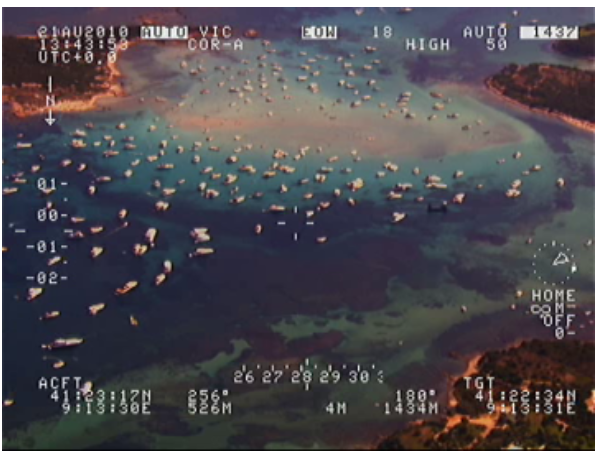 21AU2010 AUTO VIC EOW 18 AUTO 1437
13:43:53 COR-A HIGH 50
UTC+0.0
N
01-
00-
-01-
-02-
HOME
M-
OFF
0-
26 27 28 29 30
ACFT TGT
41:23:17N 256° 180° 41:22:34N
9:13:30E 526M 4M 1434M 9:13:31E